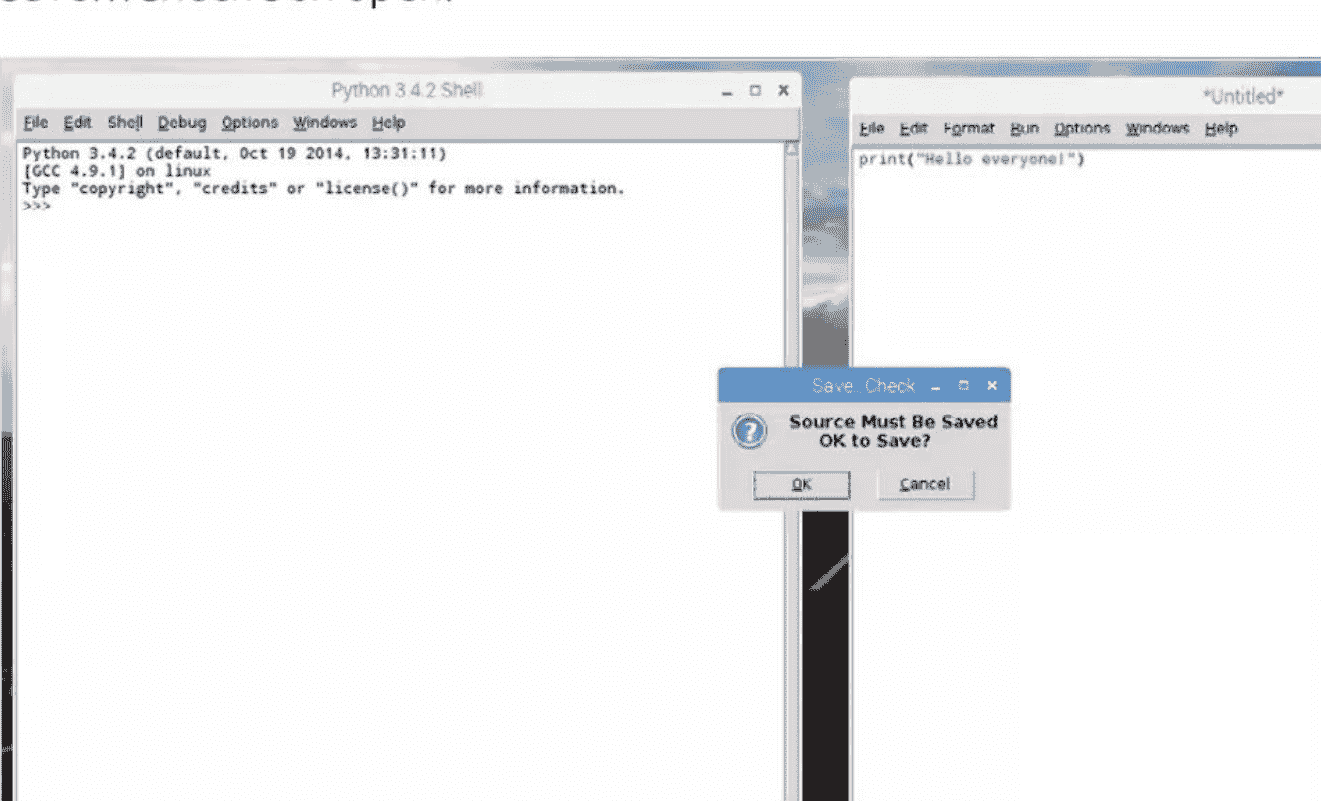 Python 3.4.2 Shell
File Edit Shell Debug Options Windows Help
Python 3.4.2 (default, Oct 19 2014, 13:31:11)
[GCC 4.9.1] on linux
Type "copyright", "credits" or "license()" for more information.
>>>
*Untitled*
File Edit Format Run Options Windows Help
print("Hello everyone!")
Save Check
Source Must Be Saved
OK to Save?
OK Cancel